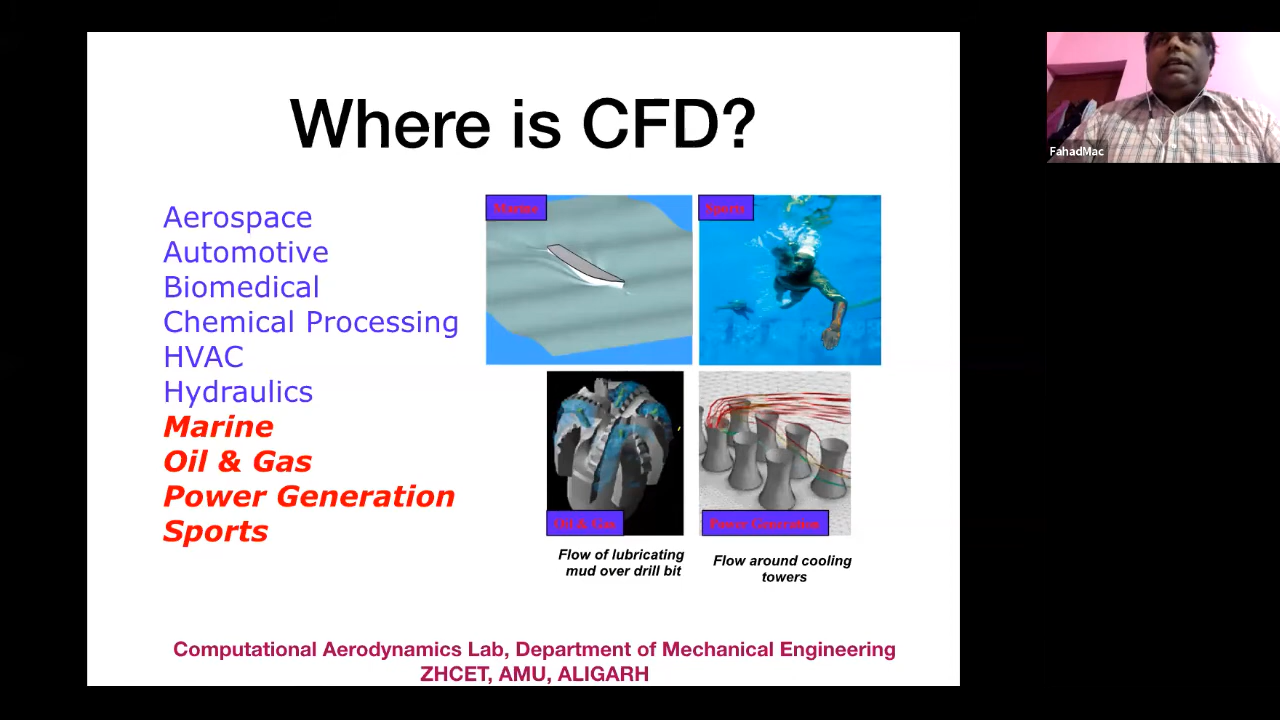 Where is CFD?
FahadMac
Aerospace
Automotive
Biomedical
Chemical Processing
HVAC
Hydraulics
Marine
Oil & Gas
Power Generation
Sports
Marine
Sports
Oil & Gas
Power Generation
Flow of lubricating
mud over drill bit
Flow around cooling
towers
Computational Aerodynamics Lab, Department of Mechanical Engineering
ZHCET, AMU, ALIGARH